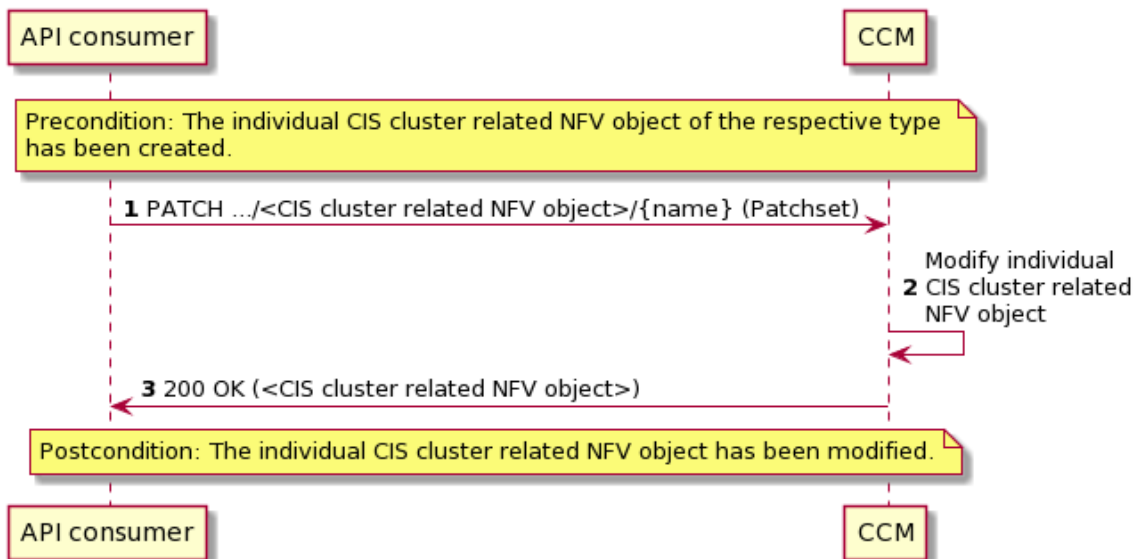 API consumer
CCM
Precondition: The individual CIS cluster related NFV object of the respective type
has been created.
1 PATCH .../<CIS cluster related NFV object>/{name} (Patchset)
Modify individual
2 CIS cluster related
NFV object
3 200 OK (<CIS cluster related NFV object>)
Postcondition: The individual CIS cluster related NFV object has been modified.
API consumer
CCM